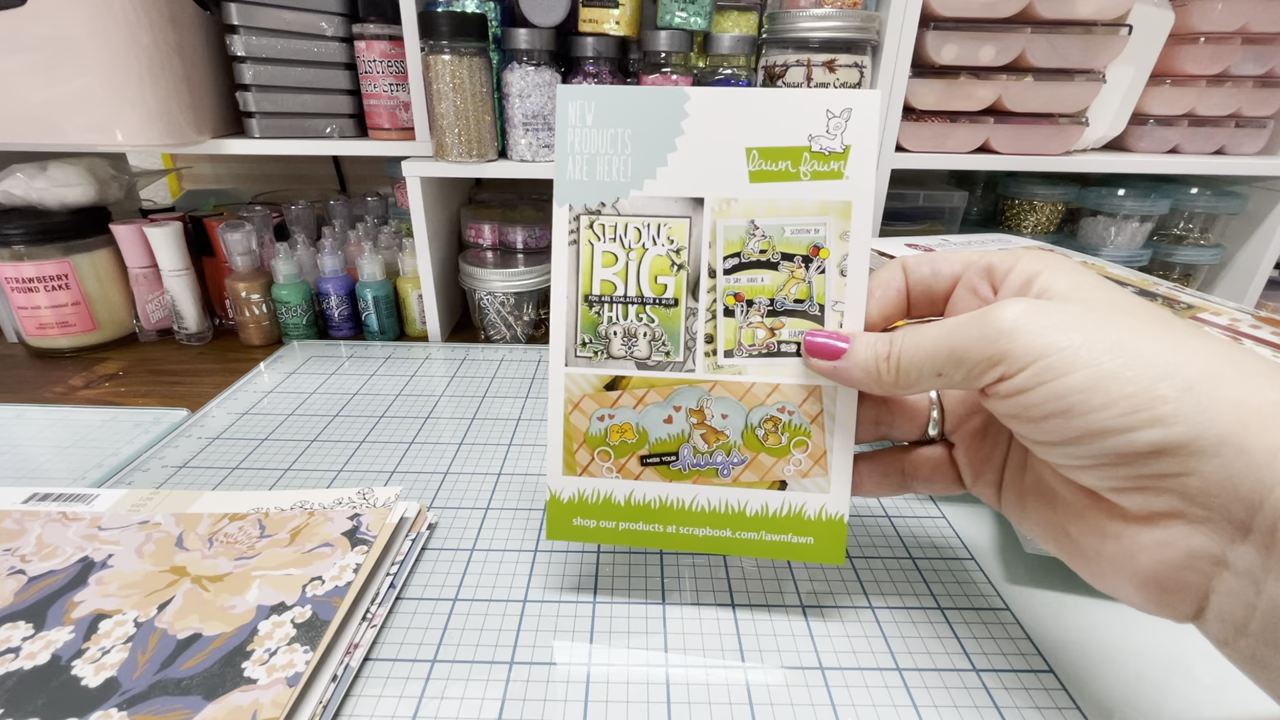 Distress
Sugar Camp Cottage
NEW
PRODUCTS
ARE HERE!
lawn fawn
STRAWBERRY
POUND CAKE
SENDING
BIG
YOU ARE KOALAFIED FOR A HUG!
HUGS
SCOOTIN' BY
TO SAY... HAVE A
HAPPY
I MISS YOUR
hugs
shop our products at scrapbook.com/lawnfawn